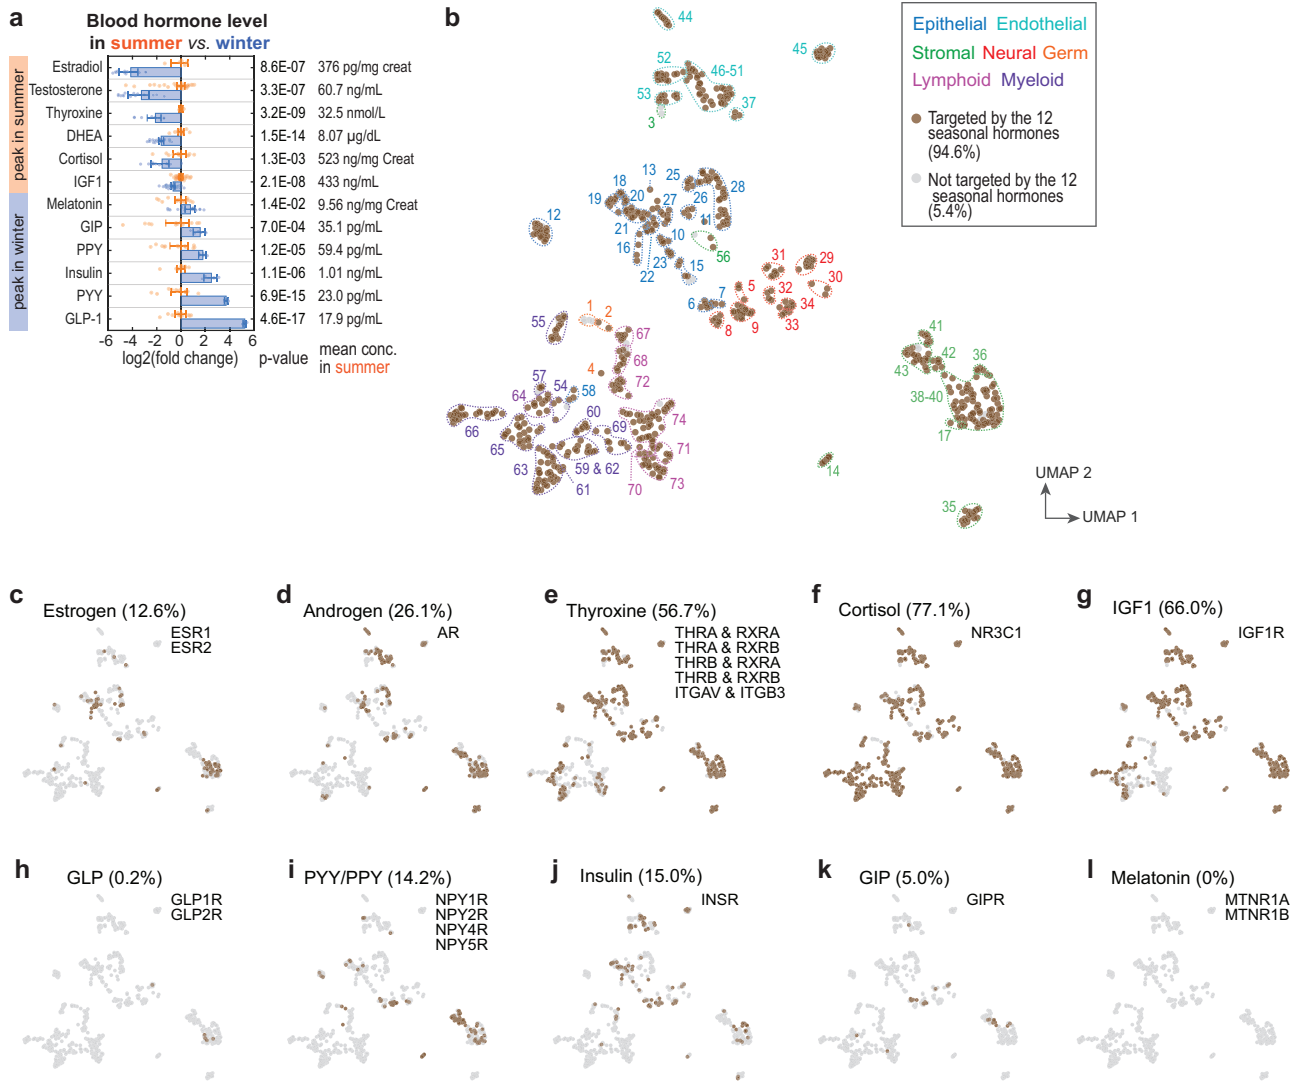 a
Blood hormone level
in summer vs. winter
peak in summer
peak in winter
Estradiol 8.6E-07 376 pg/mg creat
Testosterone 3.3E-07 60.7 ng/mL
Thyroxine 3.2E-09 32.5 nmol/L
DHEA 1.5E-14 8.07 µg/dL
Cortisol 1.3E-03 523 ng/mg Creat
IGF1 2.1E-08 433 ng/mL
Melatonin 1.4E-02 9.56 ng/mg Creat
GIP 7.0E-04 35.1 pg/mL
PPY 1.2E-05 59.4 pg/mL
Insulin 1.1E-06 1.01 ng/mL
PYY 6.9E-15 23.0 pg/mL
GLP-1 4.6E-17 17.9 pg/mL
-6 -4 -2 0 2 4 6
log2(fold change) p-value mean conc.
in summer
b
44
45
52
46-51
53
37
3
13
25
28
18
19
20
27
26
12
21
11
10
16
56
23
22
15
31
29
30
5
32
34
6
7
8
9
33
1
2
55
67
68
4
72
57
54
58
64
60
74
66
69
65
71
63
59 & 62
61
70
73
41
42
36
43
38-40
17
14
35
UMAP 2
UMAP 1
Epithelial Endothelial
Stromal Neural Germ
Lymphoid Myeloid
Targeted by the 12
seasonal hormones
(94.6%)
Not targeted by the 12
seasonal hormones
(5.4%)
c
Estrogen (12.6%)
ESR1
ESR2
d
Androgen (26.1%)
AR
e
Thyroxine (56.7%)
THRA & RXRA
THRA & RXRB
THRB & RXRA
THRB & RXRB
ITGAV & ITGB3
f
Cortisol (77.1%)
NR3C1
g
IGF1 (66.0%)
IGF1R
h
GLP (0.2%)
GLP1R
GLP2R
i
PYY/PPY (14.2%)
NPY1R
NPY2R
NPY4R
NPY5R
j
Insulin (15.0%)
INSR
k
GIP (5.0%)
GIPR
l
Melatonin (0%)
MTNR1A
MTNR1B